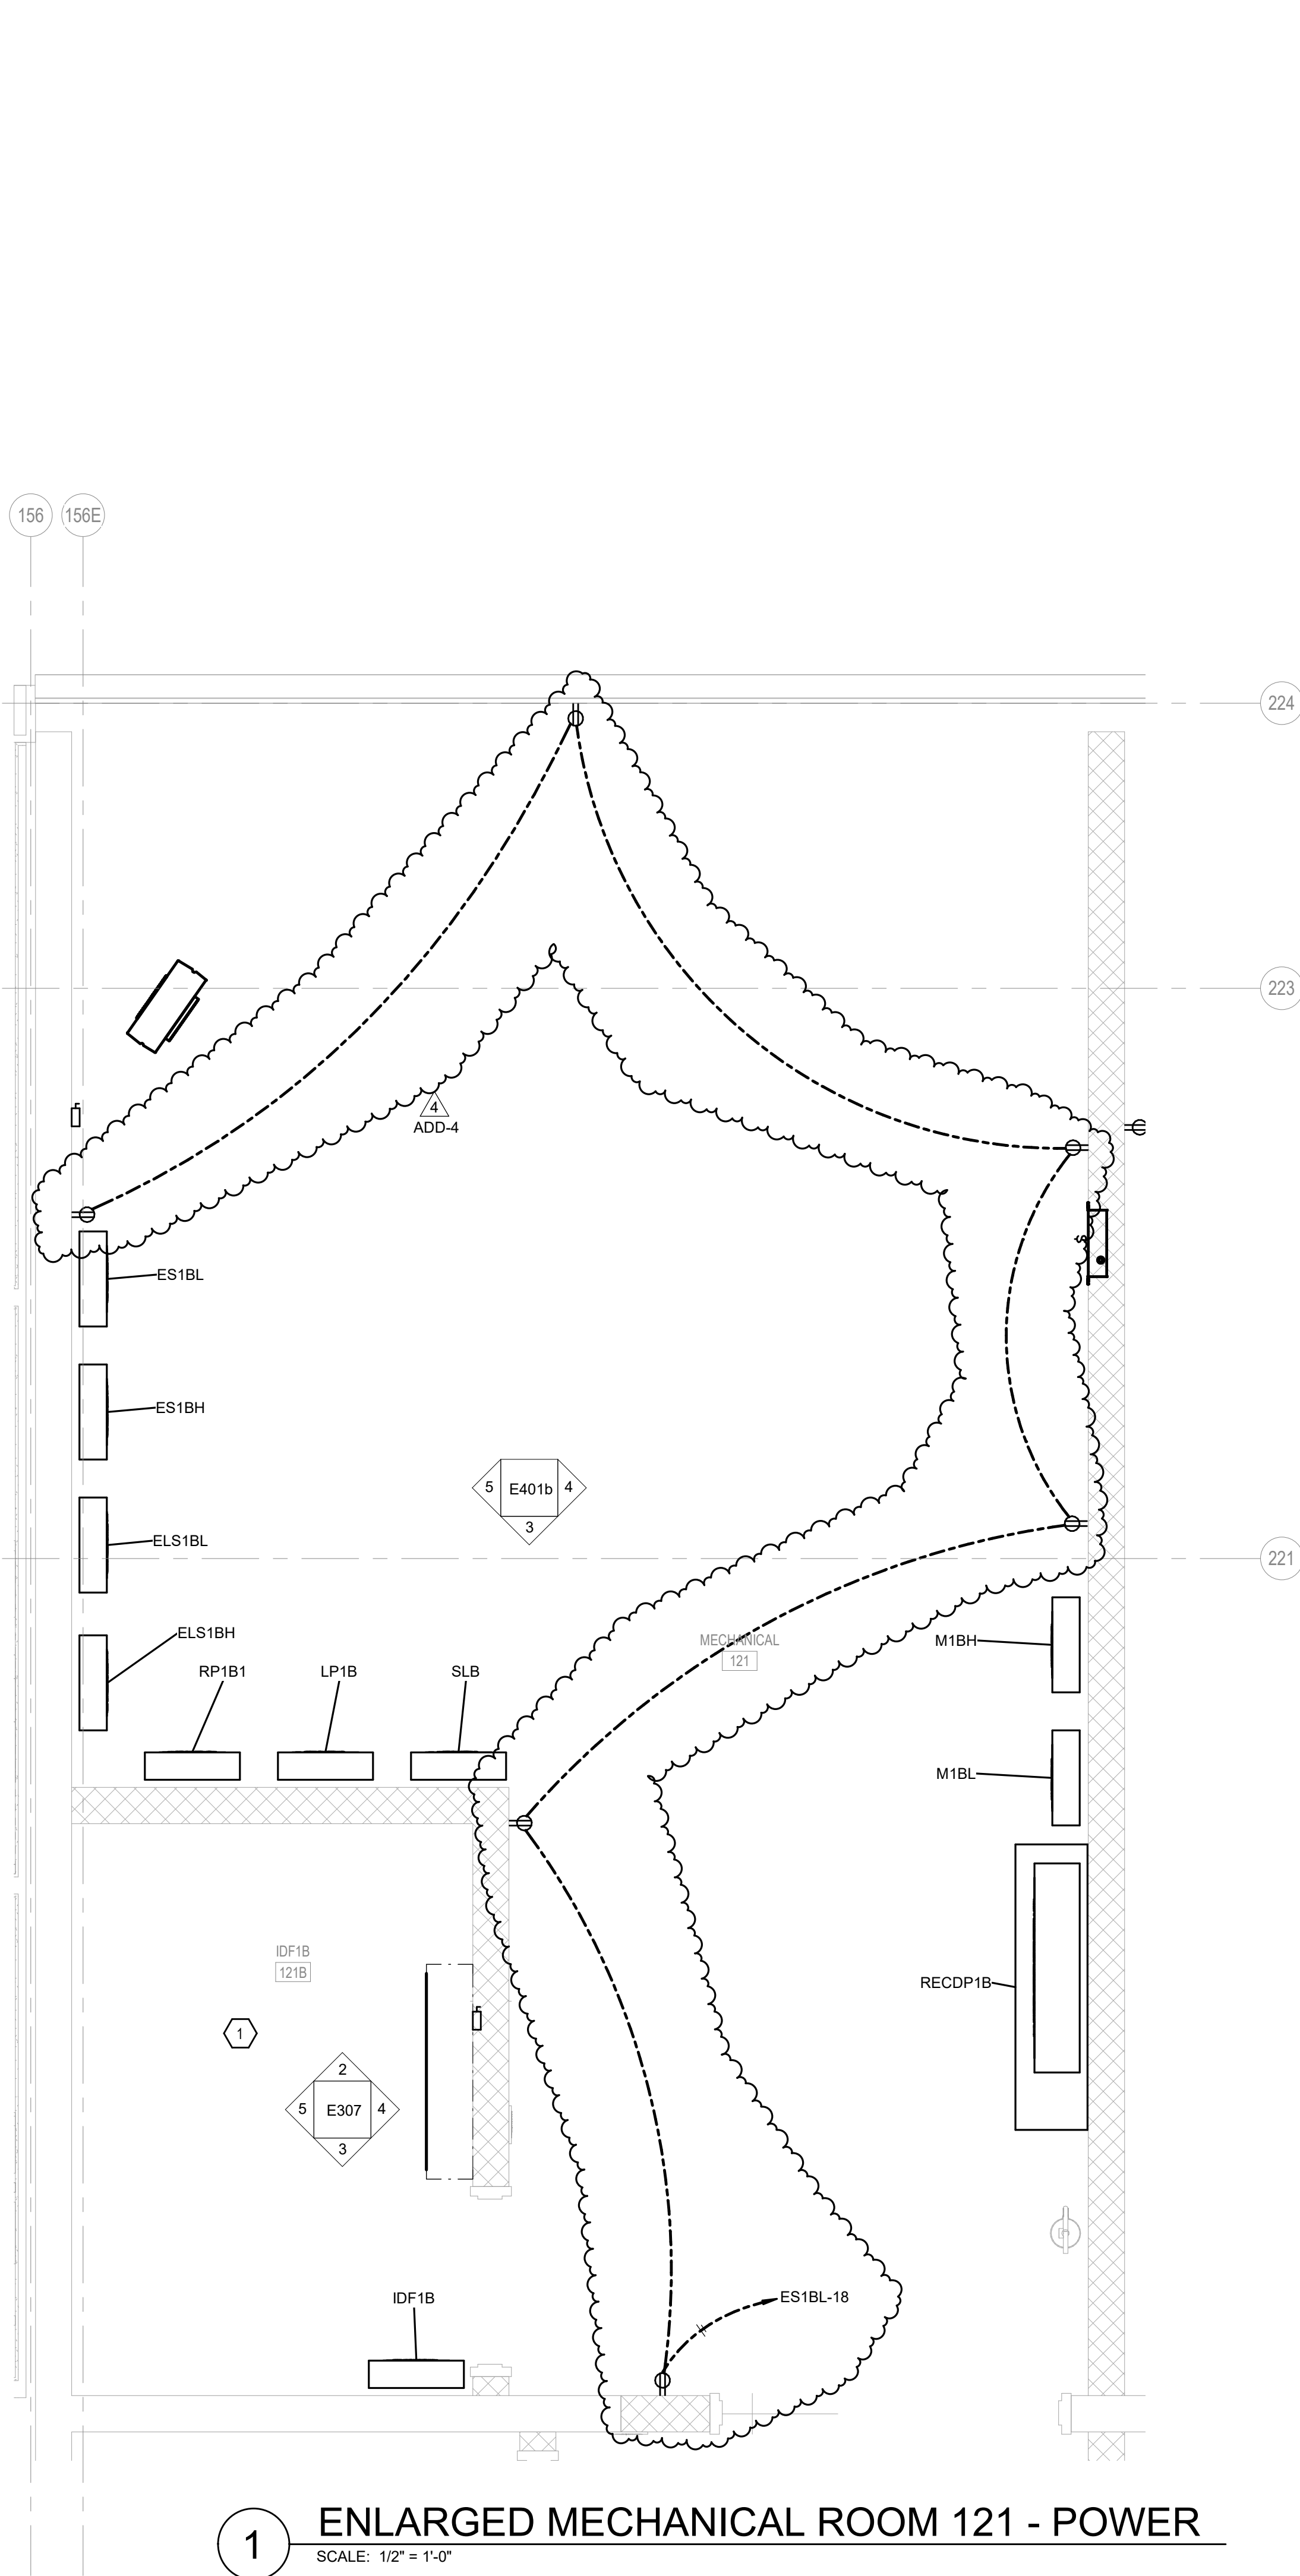 156
156E
224
223
4
ADD-4
$
ES1BL
ES1BH
5
E401b
4
3
ELS1BL
221
ELS1BH
RP1B1
LP1B
SLB
MECHANICAL
121
M1BH
M1BL
IDF1B
121B
RECDP1B
1
2
5
E307
4
3
IDF1B
ES1BL-18
1
ENLARGED MECHANICAL ROOM 121 - POWER
SCALE: 1/2" = 1'-0"